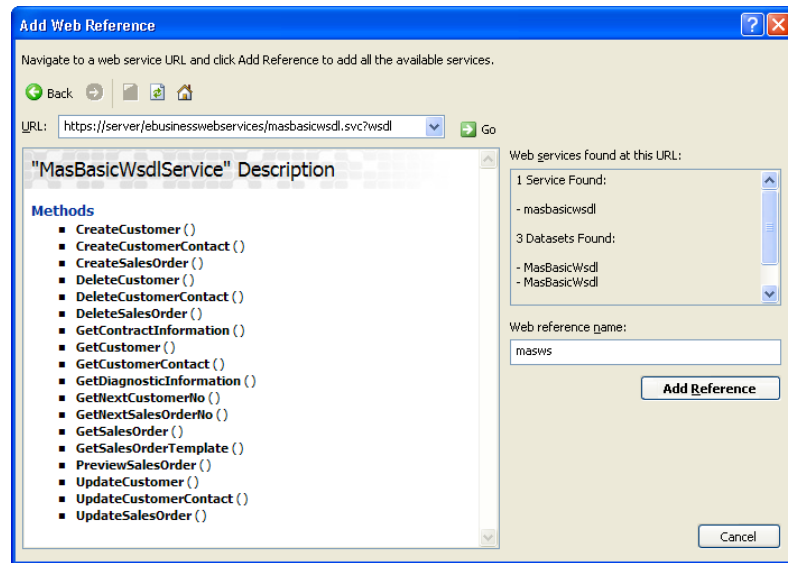 Add Web Reference
Navigate to a web service URL and click Add Reference to add all the available services.
Back
URL: https://server/ebusinesswebservices/masbasicwsdl.svc?wsdl Go
"MasBasicWsdlService" Description
Methods
CreateCustomer ()
CreateCustomerContact ()
CreateSalesOrder ()
DeleteCustomer ()
DeleteCustomerContact ()
DeleteSalesOrder ()
GetContractInformation ()
GetCustomer ()
GetCustomerContact ()
GetDiagnosticInformation ()
GetNextCustomerNo ()
GetNextSalesOrderNo ()
GetSalesOrder ()
GetSalesOrderTemplate ()
PreviewSalesOrder ()
UpdateCustomer ()
UpdateCustomerContact ()
UpdateSalesOrder ()
Web services found at this URL:
1 Service Found:
- masbasicwsdl
3 Datasets Found:
- MasBasicWsdl
- MasBasicWsdl
Web reference name:
masws
Add Reference
Cancel